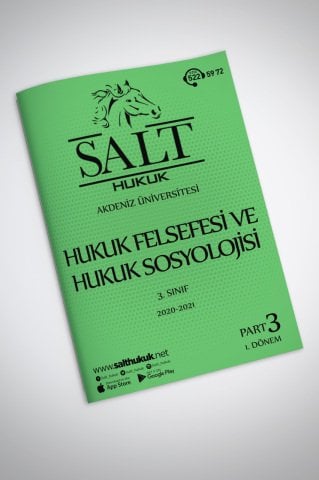 522 59 72
SALT
HUKUK
AKDENİZ ÜNİVERSİTESİ
HUKUK FELSEFESİ VE
HUKUK SOSYOLOJİSİ
3. SINIF
2020-2021
PART 3
1. DÖNEM
www.salthukuk.net
App Store
Google Play